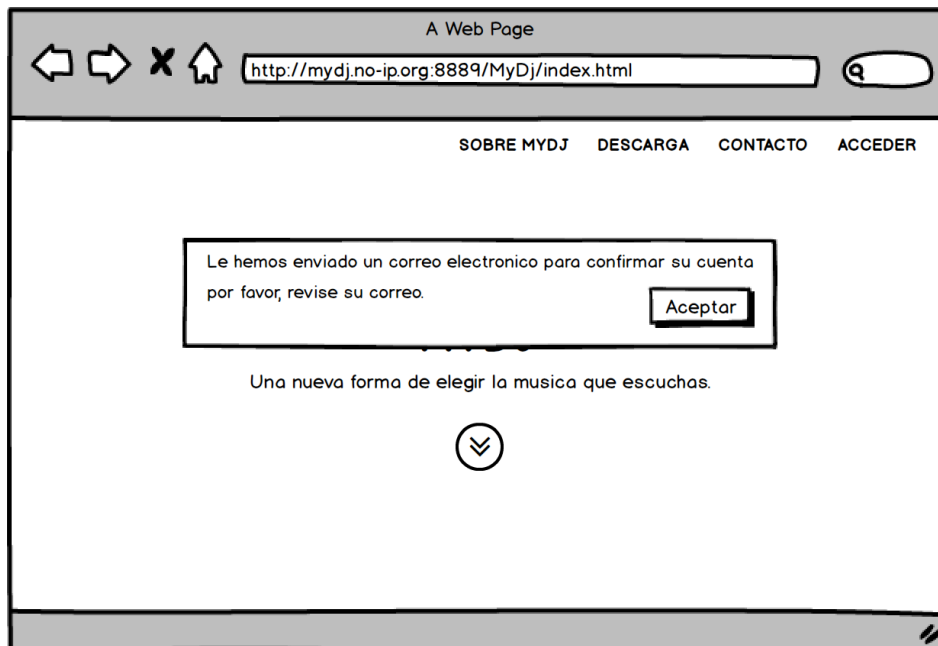 A Web Page
http://mydj.no-ip.org:8889/MyDj/index.html
SOBRE MYDJ DESCARGA CONTACTO ACCEDER
Le hemos enviado un correo electronico para confirmar su cuenta
por favor, revise su correo.
Aceptar
Una nueva forma de elegir la musica que escuchas.